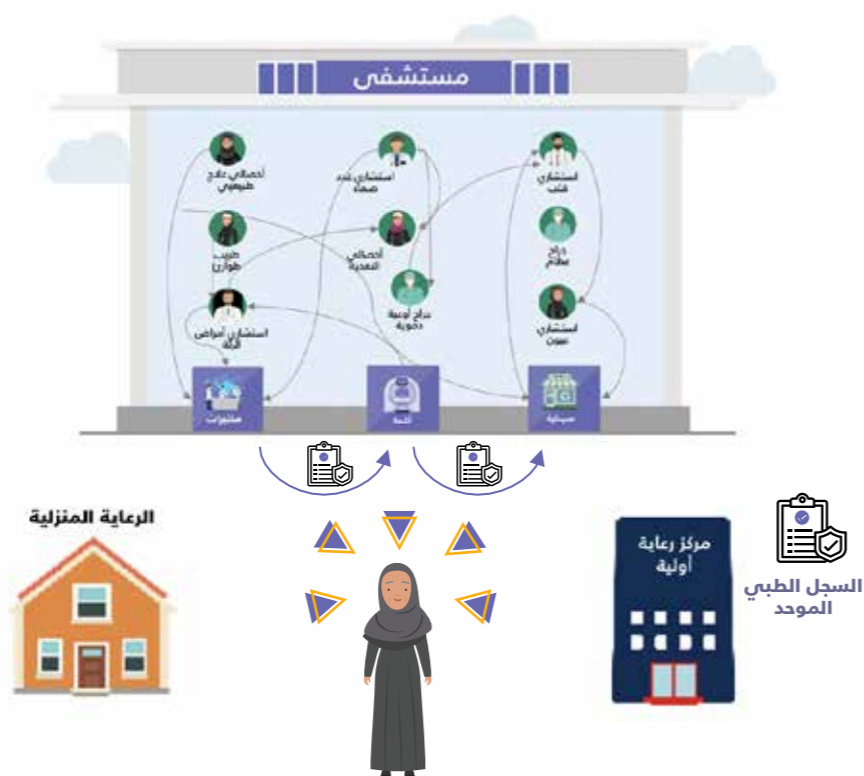 مستشفى
أخصائي علاج
طبيعي
استشاري غدد
صماء
استشاري
قلب
طبيب
طوارئ
أخصائي
التغذية
جراح
عظام
جراح أوعية
دموية
استشاري أمراض
الرئة
استشاري
عيون
مختبرات
أشعة
صيدلية
الرعاية المنزلية
مركز رعاية
أولية
السجل الطبي
الموحد